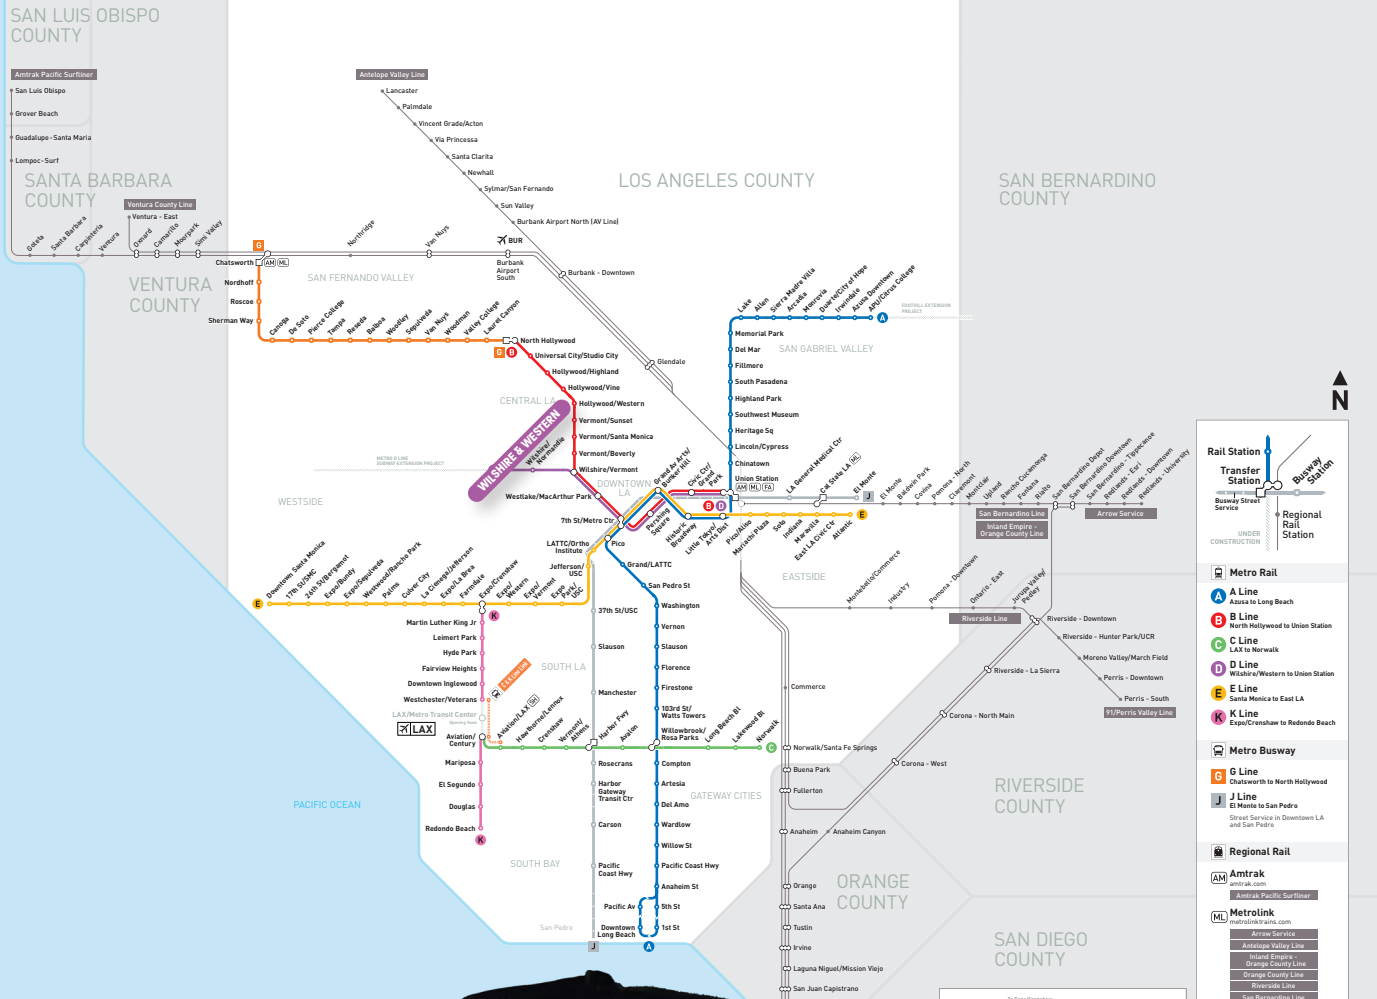 SAN LUIS OBISPO
COUNTY
Amtrak Pacific Surfliner
San Luis Obispo
Grover Beach
Guadalupe-Santa Maria
Lompoc-Surf
SANTA BARBARA
COUNTY
Goleta
Santa Barbara
Carpinteria
Ventura
Ventura County Line
Ventura - East
Oxnard
Camarillo
Moorpark
Simi Valley
VENTURA
COUNTY
Antelope Valley Line
Lancaster
Palmdale
Vincent Grade/Acton
Via Princessa
Santa Clarita
Newhall
Sylmar/San Fernando
Sun Valley
Burbank Airport North (AV Line)
LOS ANGELES COUNTY
SAN BERNARDINO
COUNTY
G
Chatsworth
AM
ML
Northridge
Van Nuys
BUR
Burbank
Airport
South
Burbank - Downtown
Glendale
SAN FERNANDO VALLEY
Nordhoff
Roscoe
Sherman Way
Canoga
De Soto
Pierce College
Tampa
Reseda
Balboa
Woodley
Sepulveda
Van Nuys
Woodman
Valley College
Laurel Canyon
North Hollywood
G
B
Universal City/Studio City
Hollywood/Highland
Hollywood/Vine
CENTRAL LA
Hollywood/Western
Vermont/Sunset
Vermont/Santa Monica
Vermont/Beverly
Wilshire/Vermont
WILSHIRE & WESTERN
Wilshire/
Normandie
METRO D LINE
SUBWAY EXTENSION PROJECT
WESTSIDE
Westlake/MacArthur Park
DOWNTOWN
LA
7th St/Metro Ctr
Pershing
Square
Grand Av Arts/
Bunker Hill
Civic Ctr/
Grand
Park
Historic
Broadway
Little Tokyo/
Arts Dist
B
D
Lake
Allen
Sierra Madre Villa
Arcadia
Monrovia
Duarte/City of Hope
Irwindale
Azusa Downtown
APU/Citrus College
A
FOOTHILL EXTENSION
PROJECT
Memorial Park
Del Mar
SAN GABRIEL VALLEY
Fillmore
South Pasadena
Highland Park
Southwest Museum
Heritage Sq
Lincoln/Cypress
Chinatown
Union Station
AM
ML
FA
LA General Medical Ctr
Cal State LA
ML
El Monte
J
El Monte
Baldwin Park
Covina
Pomona - North
Claremont
Montclair
Upland
Rancho Cucamonga
Fontana
Rialto
San Bernardino Depot
San Bernardino Downtown
San Bernardino - Tippecanoe
Redlands - Esri
Redlands - Downtown
Redlands - University
San Bernardino Line
Inland Empire -
Orange County Line
Arrow Service
Pico/Aliso
Mariachi Plaza
Soto
Indiana
Maravilla
East LA Civic Ctr
Atlantic
E
EASTSIDE
Montebello/Commerce
Industry
Pomona - Downtown
Ontario - East
Jurupa Valley/
Pedley
Riverside Line
Riverside - Downtown
Riverside - Hunter Park/UCR
Moreno Valley/March Field
Perris - Downtown
Perris - South
91/Perris Valley Line
Riverside - La Sierra
Corona - North Main
Corona - West
LATTC/Ortho
Institute
Pico
Jefferson/
USC
Grand/LATTC
San Pedro St
Washington
Vernon
Slauson
Florence
Firestone
103rd St/
Watts Towers
Willowbrook/
Rosa Parks
Compton
Artesia
Del Amo
Wardlow
Willow St
Pacific Coast Hwy
Anaheim St
5th St
1st St
Pacific Av
Downtown
Long Beach
A
E
Downtown Santa Monica
17th St/SMC
26th St/Bergamot
Expo/Bundy
Expo/Sepulveda
Westwood/Rancho Park
Palms
Culver City
La Cienega/Jefferson
Expo/La Brea
Farmdale
Expo/Crenshaw
Expo/
Western
Expo/
Vermont
Expo
Park/
USC
K
Martin Luther King Jr
Leimert Park
Hyde Park
Fairview Heights
Downtown Inglewood
Westchester/Veterans
C & K Line Link
LAX/Metro Transit Center
Opening Soon
LAX
Aviation/
Century
Mariposa
El Segundo
Douglas
Redondo Beach
K
Aviation/LAX
Hawthorne/Lennox
Crenshaw
Vermont/
Athens
Harbor Fwy
Avalon
Long Beach Bl
Lakewood Bl
Norwalk
C
SOUTH LA
37th St/USC
Slauson
Manchester
Rosecrans
Harbor
Gateway
Transit Ctr
Carson
Pacific
Coast Hwy
SOUTH BAY
San Pedro
J
GATEWAY CITIES
PACIFIC OCEAN
Commerce
Norwalk/Santa Fe Springs
Buena Park
Fullerton
Anaheim
Anaheim Canyon
Orange
Santa Ana
Tustin
Irvine
Laguna Niguel/Mission Viejo
San Juan Capistrano
ORANGE
COUNTY
RIVERSIDE
COUNTY
SAN DIEGO
COUNTY
N
Rail Station
Transfer
Station
Busway
Station
Busway Street
Service
Regional
Rail
Station
UNDER
CONSTRUCTION
Metro Rail
A
A Line
Azusa to Long Beach
B
B Line
North Hollywood to Union Station
C
C Line
LAX to Norwalk
D
D Line
Wilshire/Western to Union Station
E
E Line
Santa Monica to East LA
K
K Line
Expo/Crenshaw to Redondo Beach
Metro Busway
G
G Line
Chatsworth to North Hollywood
J
J Line
El Monte to San Pedro
Street Service in Downtown LA
and San Pedro
Regional Rail
AM
Amtrak
amtrak.com
Amtrak Pacific Surfliner
ML
Metrolink
metrolinktrains.com
Arrow Service
Antelope Valley Line
Inland Empire -
Orange County Line
Orange County Line
Riverside Line
San Bernardino Line